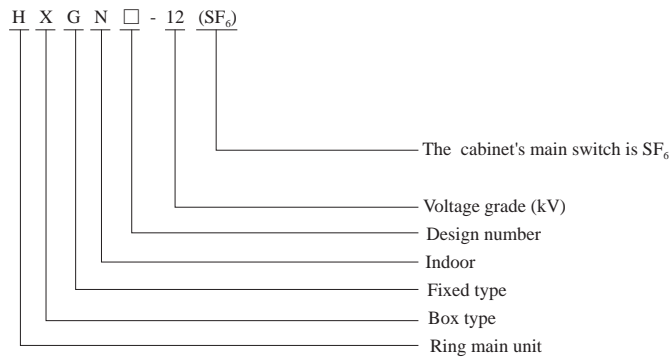 H X G N □ - 12 (SF₆)
The cabinet's main switch is SF₆
Voltage grade (kV)
Design number
Indoor
Fixed type
Box type
Ring main unit